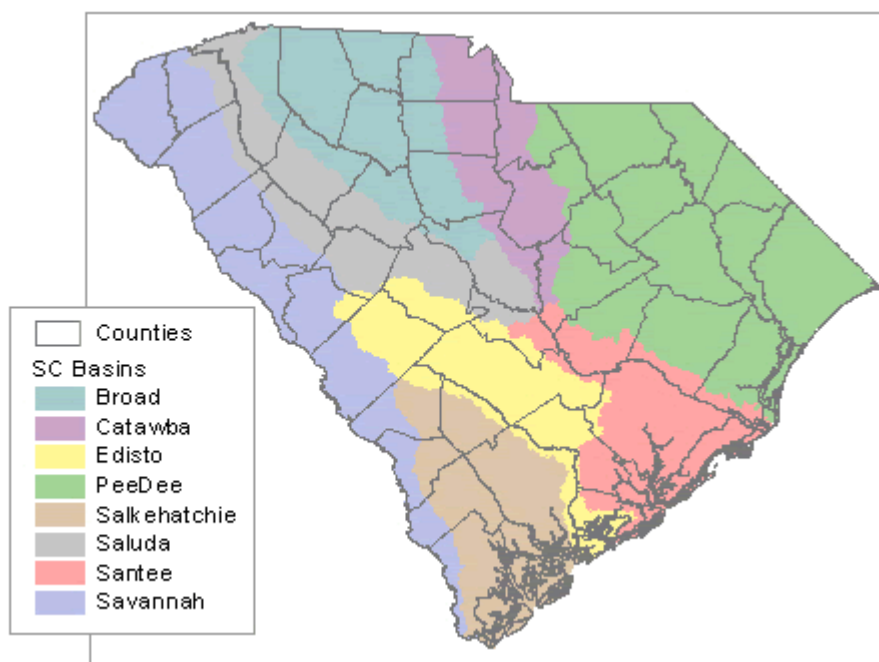 Counties
SC Basins
Broad
Catawba
Edisto
PeeDee
Salkehatchie
Saluda
Santee
Savannah